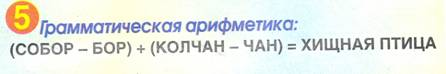 5 Грамматическая арифметика:
(СОБОР – БОР) + (КОЛЧАН – ЧАН) = ХИЩНАЯ ПТИЦА